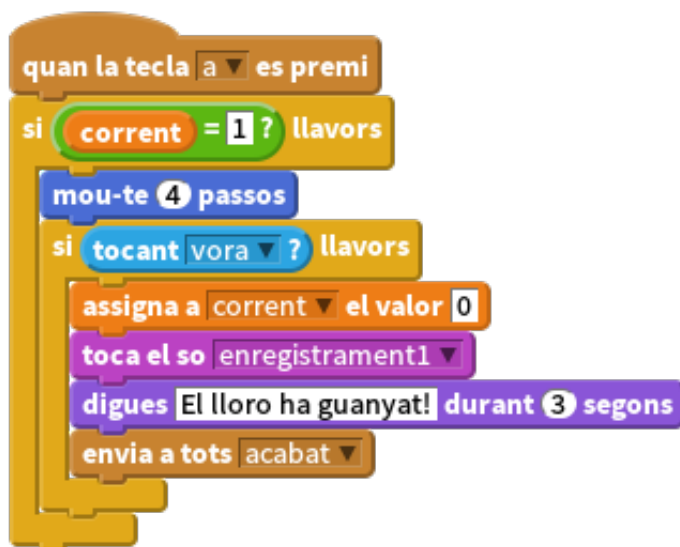 quan la tecla a es premi
si corrent = 1 ? llavors
mou-te 4 passos
si tocant vora ? llavors
assigna a corrent el valor 0
toca el so enregistrament1
digues El lloro ha guanyat! durant 3 segons
envia a tots acabat